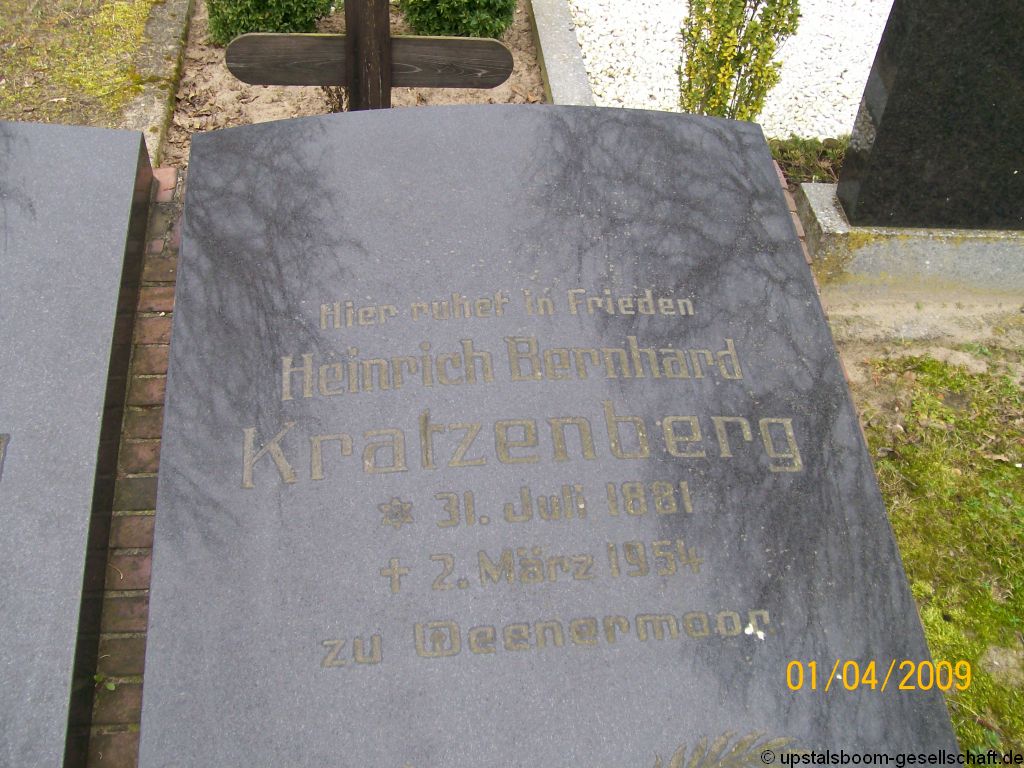 Hier ruhet in Frieden
Heinrich Bernhard
Kratzenberg
✡ 31. Juli 1881
+ 2. März 1954
zu Weenermoor
01/04/2009
© upstalsboom-gesellschaft.de